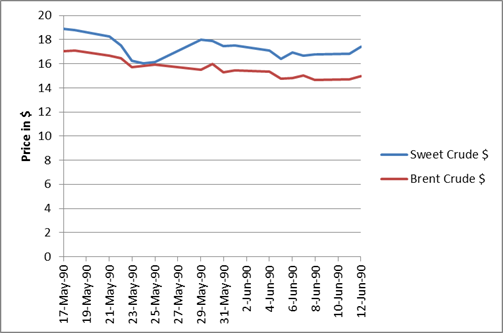 20
18
16
14
12
10
8
6
4
2
0
Price in $
17-May-90
19-May-90
21-May-90
23-May-90
25-May-90
27-May-90
29-May-90
31-May-90
2-Jun-90
4-Jun-90
6-Jun-90
8-Jun-90
10-Jun-90
12-Jun-90
Sweet Crude $
Brent Crude $